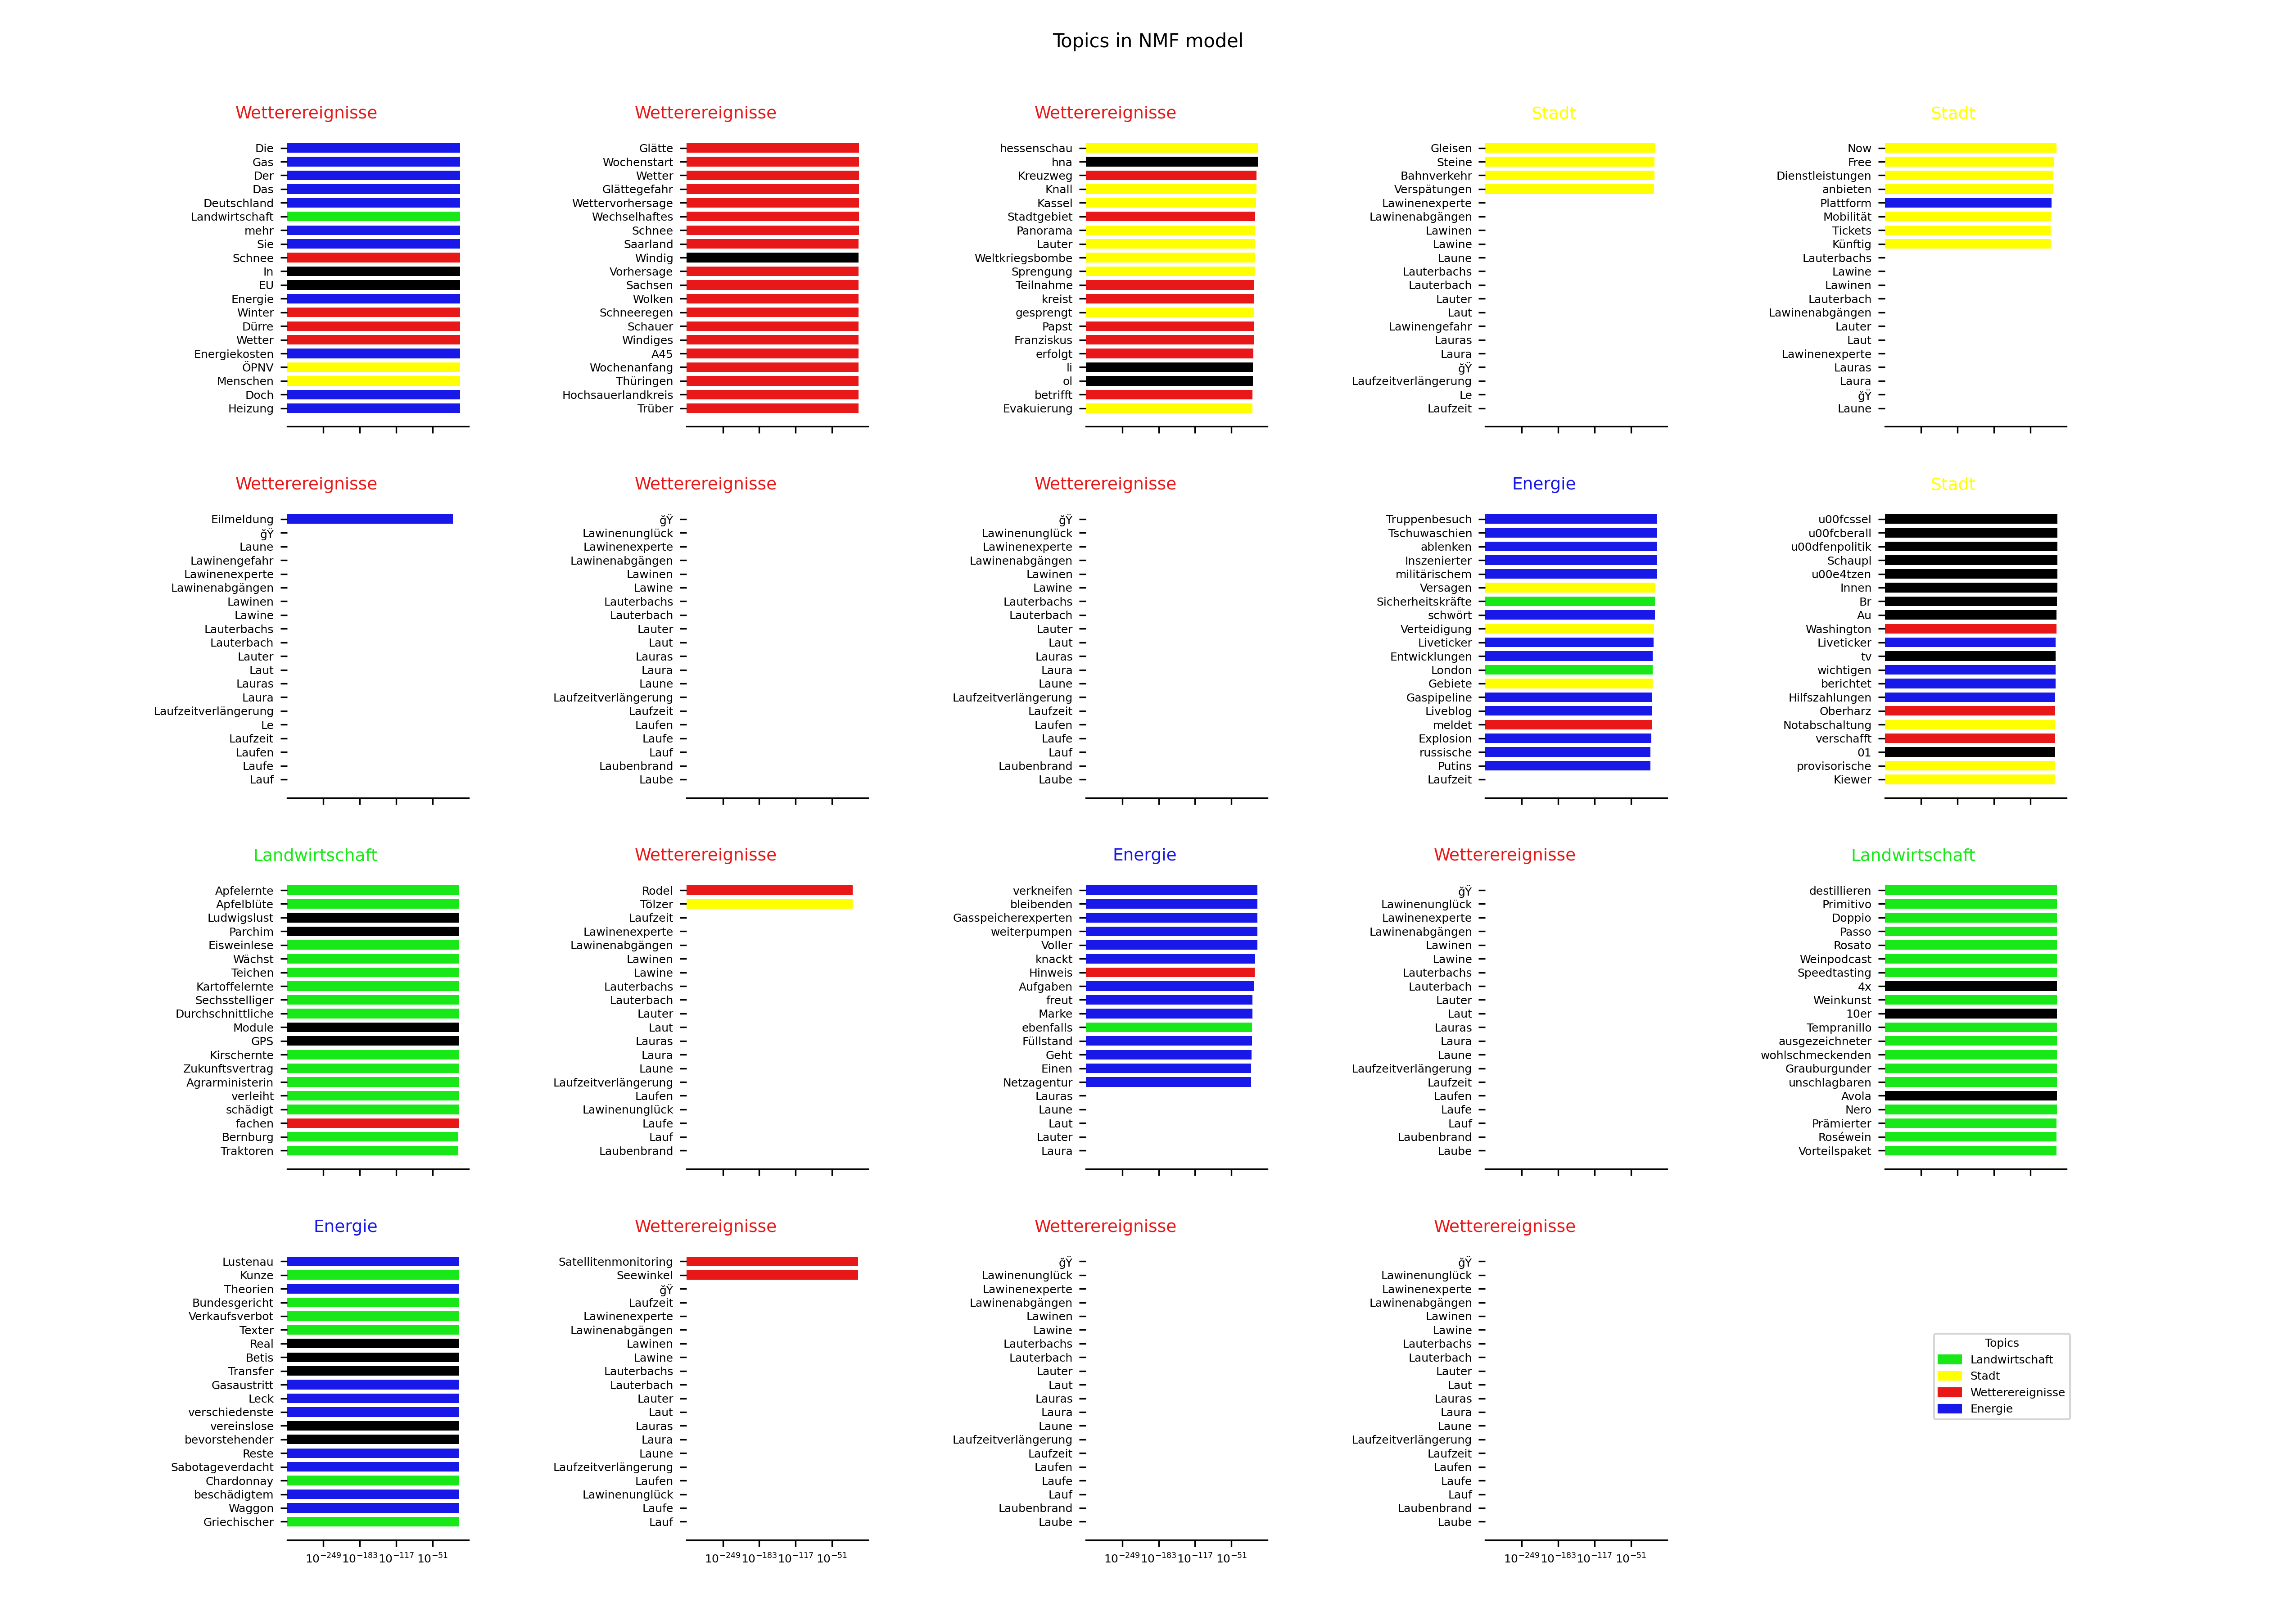 Topics in NMF model
Wetterereignisse
Die
Gas
Der
Das
Deutschland
Landwirtschaft
mehr
Sie
Schnee
In
EU
Energie
Winter
Dürre
Wetter
Energiekosten
ÖPNV
Menschen
Doch
Heizung
Wetterereignisse
Glätte
Wochenstart
Wetter
Glättegefahr
Wettervorhersage
Wechselhaftes
Schnee
Saarland
Windig
Vorhersage
Sachsen
Wolken
Schneeregen
Schauer
Windiges
A45
Wochenanfang
Thüringen
Hochsauerlandkreis
Trüber
Wetterereignisse
hessenschau
hna
Kreuzweg
Knall
Kassel
Stadtgebiet
Panorama
Lauter
Weltkriegsbombe
Sprengung
Teilnahme
kreist
gesprengt
Papst
Franziskus
erfolgt
li
ol
betrifft
Evakuierung
Stadt
Gleisen
Steine
Bahnverkehr
Verspätungen
Lawinenexperte
Lawinenabgängen
Lawinen
Lawine
Laune
Lauterbachs
Lauterbach
Lauter
Laut
Lawinengefahr
Lauras
Laura
ğŸ
Laufzeitverlängerung
Le
Laufzeit
Stadt
Now
Free
Dienstleistungen
anbieten
Plattform
Mobilität
Tickets
Künftig
Lauterbachs
Lawine
Lawinen
Lauterbach
Lawinenabgängen
Lauter
Laut
Lawinenexperte
Lauras
Laura
ğŸ
Laune
Wetterereignisse
Eilmeldung
ğŸ
Laune
Lawinengefahr
Lawinenexperte
Lawinenabgängen
Lawinen
Lawine
Lauterbachs
Lauterbach
Lauter
Laut
Lauras
Laura
Laufzeitverlängerung
Le
Laufzeit
Laufen
Laufe
Lauf
Wetterereignisse
ğŸ
Lawinenunglück
Lawinenexperte
Lawinenabgängen
Lawinen
Lawine
Lauterbachs
Lauterbach
Lauter
Laut
Lauras
Laura
Laune
Laufzeitverlängerung
Laufzeit
Laufen
Laufe
Lauf
Laubenbrand
Laube
Wetterereignisse
ğŸ
Lawinenunglück
Lawinenexperte
Lawinenabgängen
Lawinen
Lawine
Lauterbachs
Lauterbach
Lauter
Laut
Lauras
Laura
Laune
Laufzeitverlängerung
Laufzeit
Laufen
Laufe
Lauf
Laubenbrand
Laube
Energie
Truppenbesuch
Tschuwaschien
ablenken
Inszenierter
militärischem
Versagen
Sicherheitskräfte
schwört
Verteidigung
Liveticker
Entwicklungen
London
Gebiete
Gaspipeline
Liveblog
meldet
Explosion
russische
Putins
Laufzeit
Stadt
u00fcssel
u00fcberall
u00dfenpolitik
Schaupl
u00e4tzen
Innen
Br
Au
Washington
Liveticker
tv
wichtigen
berichtet
Hilfszahlungen
Oberharz
Notabschaltung
verschafft
01
provisorische
Kiewer
Landwirtschaft
Apfelernte
Apfelblüte
Ludwigslust
Parchim
Eisweinlese
Wächst
Teichen
Kartoffelernte
Sechsstelliger
Durchschnittliche
Module
GPS
Kirschernte
Zukunftsvertrag
Agrarministerin
verleiht
schädigt
fachen
Bernburg
Traktoren
Wetterereignisse
Rodel
Tölzer
Laufzeit
Lawinenexperte
Lawinenabgängen
Lawinen
Lawine
Lauterbachs
Lauterbach
Lauter
Laut
Lauras
Laura
Laune
Laufzeitverlängerung
Laufen
Lawinenunglück
Laufe
Lauf
Laubenbrand
Energie
verkneifen
bleibenden
Gasspeicherexperten
weiterpumpen
Voller
knackt
Hinweis
Aufgaben
freut
Marke
ebenfalls
Füllstand
Geht
Einen
Netzagentur
Lauras
Laune
Laut
Lauter
Laura
Wetterereignisse
ğŸ
Lawinenunglück
Lawinenexperte
Lawinenabgängen
Lawinen
Lawine
Lauterbachs
Lauterbach
Lauter
Laut
Lauras
Laura
Laune
Laufzeitverlängerung
Laufzeit
Laufen
Laufe
Lauf
Laubenbrand
Laube
Landwirtschaft
destillieren
Primitivo
Doppio
Passo
Rosato
Weinpodcast
Speedtasting
4x
Weinkunst
10er
Tempranillo
ausgezeichneter
wohlschmeckenden
Grauburgunder
unschlagbaren
Avola
Nero
Prämierter
Roséwein
Vorteilspaket
Energie
Lustenau
Kunze
Theorien
Bundesgericht
Verkaufsverbot
Texter
Real
Betis
Transfer
Gasaustritt
Leck
verschiedenste
vereinslose
bevorstehender
Reste
Sabotageverdacht
Chardonnay
beschädigtem
Waggon
Griechischer
10⁻²⁴⁹ 10⁻¹⁸³ 10⁻¹¹⁷ 10⁻⁵¹
Wetterereignisse
Satellitenmonitoring
Seewinkel
ğŸ
Laufzeit
Lawinenexperte
Lawinenabgängen
Lawinen
Lawine
Lauterbachs
Lauterbach
Lauter
Laut
Lauras
Laura
Laune
Laufzeitverlängerung
Laufen
Lawinenunglück
Laufe
Lauf
10⁻²⁴⁹ 10⁻¹⁸³ 10⁻¹¹⁷ 10⁻⁵¹
Wetterereignisse
ğŸ
Lawinenunglück
Lawinenexperte
Lawinenabgängen
Lawinen
Lawine
Lauterbachs
Lauterbach
Lauter
Laut
Lauras
Laura
Laune
Laufzeitverlängerung
Laufzeit
Laufen
Laufe
Lauf
Laubenbrand
Laube
10⁻²⁴⁹ 10⁻¹⁸³ 10⁻¹¹⁷ 10⁻⁵¹
Wetterereignisse
ğŸ
Lawinenunglück
Lawinenexperte
Lawinenabgängen
Lawinen
Lawine
Lauterbachs
Lauterbach
Lauter
Laut
Lauras
Laura
Laune
Laufzeitverlängerung
Laufzeit
Laufen
Laufe
Lauf
Laubenbrand
Laube
10⁻²⁴⁹ 10⁻¹⁸³ 10⁻¹¹⁷ 10⁻⁵¹
Topics
Landwirtschaft
Stadt
Wetterereignisse
Energie